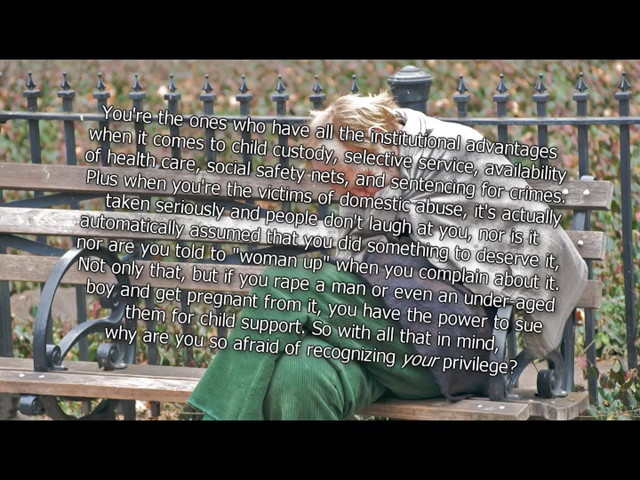 You're the ones who have all the institutional advantages
when it comes to child custody, selective service, availability
of health care, social safety nets, and sentencing for crimes.
Plus when you're the victims of domestic abuse, it's actually
taken seriously and people don't laugh at you, nor is it
automatically assumed that you did something to deserve it,
nor are you told to "woman up" when you complain about it.
Not only that, but if you rape a man or even an under-aged
boy and get pregnant from it, you have the power to sue
them for child support. So with all that in mind,
why are you so afraid of recognizing your privilege?